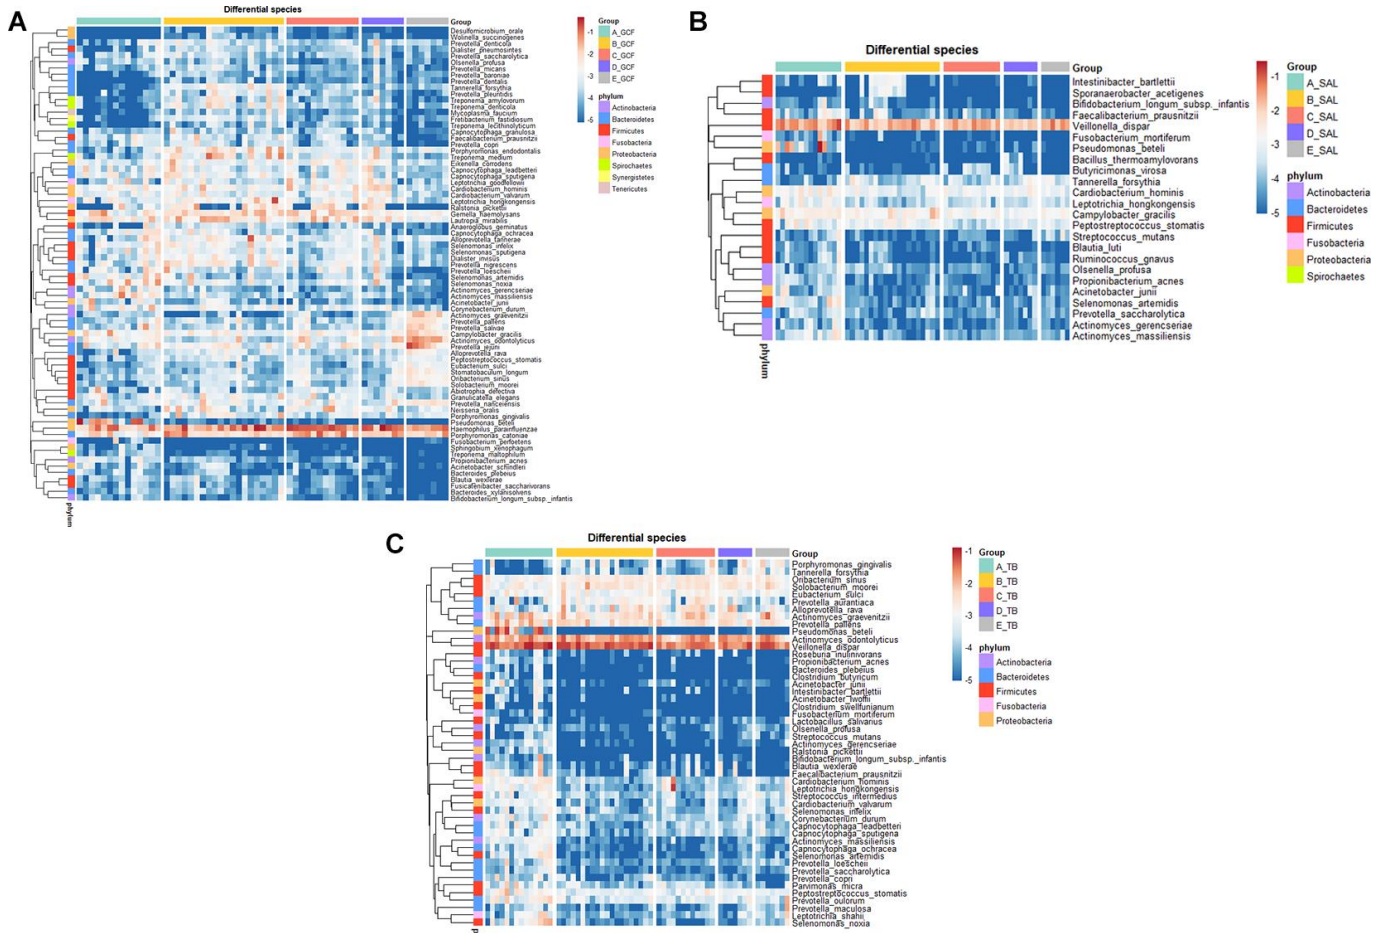 A
Differential species
Group
Desulfomicrobium_orale
Wolinella_succinogenes
Prevotella_denticola
Dialister_pneumosintes
Prevotella_saccharolytica
Olsenella_profusa
Prevotella_micans
Prevotella_baroniae
Prevotella_dentalis
Tannerella_forsythia
Prevotella_pleuritidis
Treponema_amylovorum
Treponema_denticola
Mycoplasma_faucium
Fretibacterium_fastidiosum
Treponema_lecithinolyticum
Capnocytophaga_granulosa
Faecalibacterium_prausnitzii
Prevotella_copri
Porphyromonas_endodontalis
Treponema_medium
Eikenella_corrodens
Capnocytophaga_leadbetteri
Capnocytophaga_sputigena
Leptotrichia_goodfellowii
Cardiobacterium_hominis
Cardiobacterium_valvarum
Leptotrichia_hongkongensis
Ralstonia_pickettii
Gemella_haemolysans
Lautropia_mirabilis
Anaeroglobus_geminatus
Capnocytophaga_ochracea
Alloprevotella_tannerae
Selenomonas_infelix
Selenomonas_sputigena
Dialister_invisus
Prevotella_nigrescens
Prevotella_loescheii
Selenomonas_artemidis
Selenomonas_noxia
Actinomyces_gerencseriae
Actinomyces_massiliensis
Acinetobacter_junii
Corynebacterium_durum
Actinomyces_graevenitzii
Prevotella_pallens
Prevotella_salivae
Campylobacter_gracilis
Actinomyces_odontolyticus
Prevotella_jejuni
Alloprevotella_rava
Peptostreptococcus_stomatis
Eubacterium_sulci
Stomatobaculum_longum
Oribacterium_sinus
Solobacterium_moorei
Abiotrophia_defectiva
Granulicatella_elegans
Prevotella_nanceiensis
Neisseria_oralis
Porphyromonas_gingivalis
Pseudomonas_beteli
Haemophilus_parainfluenzae
Porphyromonas_catoniae
Fusobacterium_perfoetens
Sphingobium_xenophagum
Treponema_maltophilum
Propionibacterium_acnes
Acinetobacter_schindleri
Bacteroides_plebeius
Blautia_wexlerae
Fusicatenibacter_saccharivorans
Bacteroides_xylanisolvens
Bifidobacterium_longum_subsp._infantis
phylum
-1
-2
-3
-4
-5
Group
A_GCF
B_GCF
C_GCF
D_GCF
E_GCF
phylum
Actinobacteria
Bacteroidetes
Firmicutes
Fusobacteria
Proteobacteria
Spirochaetes
Synergistetes
Tenericutes
B
Differential species
Group
Intestinibacter_bartlettii
Sporanaerobacter_acetigenes
Bifidobacterium_longum_subsp._infantis
Faecalibacterium_prausnitzii
Veillonella_dispar
Fusobacterium_mortiferum
Pseudomonas_beteli
Bacillus_thermoamylovorans
Butyricimonas_virosa
Tannerella_forsythia
Cardiobacterium_hominis
Leptotrichia_hongkongensis
Campylobacter_gracilis
Peptostreptococcus_stomatis
Streptococcus_mutans
Blautia_luti
Ruminococcus_gnavus
Olsenella_profusa
Propionibacterium_acnes
Acinetobacter_junii
Selenomonas_artemidis
Prevotella_saccharolytica
Actinomyces_gerencseriae
Actinomyces_massiliensis
phylum
-1
-2
-3
-4
-5
Group
A_SAL
B_SAL
C_SAL
D_SAL
E_SAL
phylum
Actinobacteria
Bacteroidetes
Firmicutes
Fusobacteria
Proteobacteria
Spirochaetes
C
Differential species
Group
Porphyromonas_gingivalis
Tannerella_forsythia
Oribacterium_sinus
Solobacterium_moorei
Eubacterium_sulci
Prevotella_aurantiaca
Alloprevotella_rava
Actinomyces_graevenitzii
Prevotella_pallens
Pseudomonas_beteli
Actinomyces_odontolyticus
Veillonella_dispar
Roseburia_inulinivorans
Propionibacterium_acnes
Bacteroides_plebeius
Clostridium_butyricum
Acinetobacter_junii
Intestinibacter_bartlettii
Acinetobacter_lwoffii
Clostridium_swellfunianum
Fusobacterium_mortiferum
Lactobacillus_salivarius
Olsenella_profusa
Streptococcus_mutans
Actinomyces_gerencseriae
Ralstonia_pickettii
Bifidobacterium_longum_subsp._infantis
Blautia_wexlerae
Faecalibacterium_prausnitzii
Cardiobacterium_hominis
Leptotrichia_hongkongensis
Streptococcus_intermedius
Cardiobacterium_valvarum
Selenomonas_infelix
Corynebacterium_durum
Capnocytophaga_leadbetteri
Capnocytophaga_sputigena
Actinomyces_massiliensis
Capnocytophaga_ochracea
Selenomonas_artemidis
Prevotella_loescheii
Prevotella_saccharolytica
Prevotella_copri
Parvimonas_micra
Peptostreptococcus_stomatis
Prevotella_oulorum
Prevotella_maculosa
Leptotrichia_shahii
Selenomonas_noxia
-1
-2
-3
-4
-5
Group
A_TB
B_TB
C_TB
D_TB
E_TB
phylum
Actinobacteria
Bacteroidetes
Firmicutes
Fusobacteria
Proteobacteria